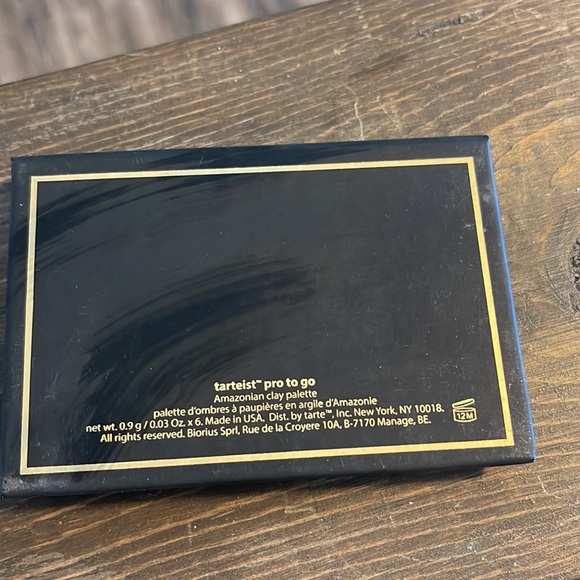 tarteist™ pro to go
Amazonian clay palette
palette d'ombres à paupières en argile d'Amazonie
net wt. 0.9 g / 0.03 Oz. x 6. Made in USA. Dist. by tarte™, Inc. New York, NY 10018.
All rights reserved. Biorius Sprl, Rue de la Croyere 10A, B-7170 Manage, BE.
12M